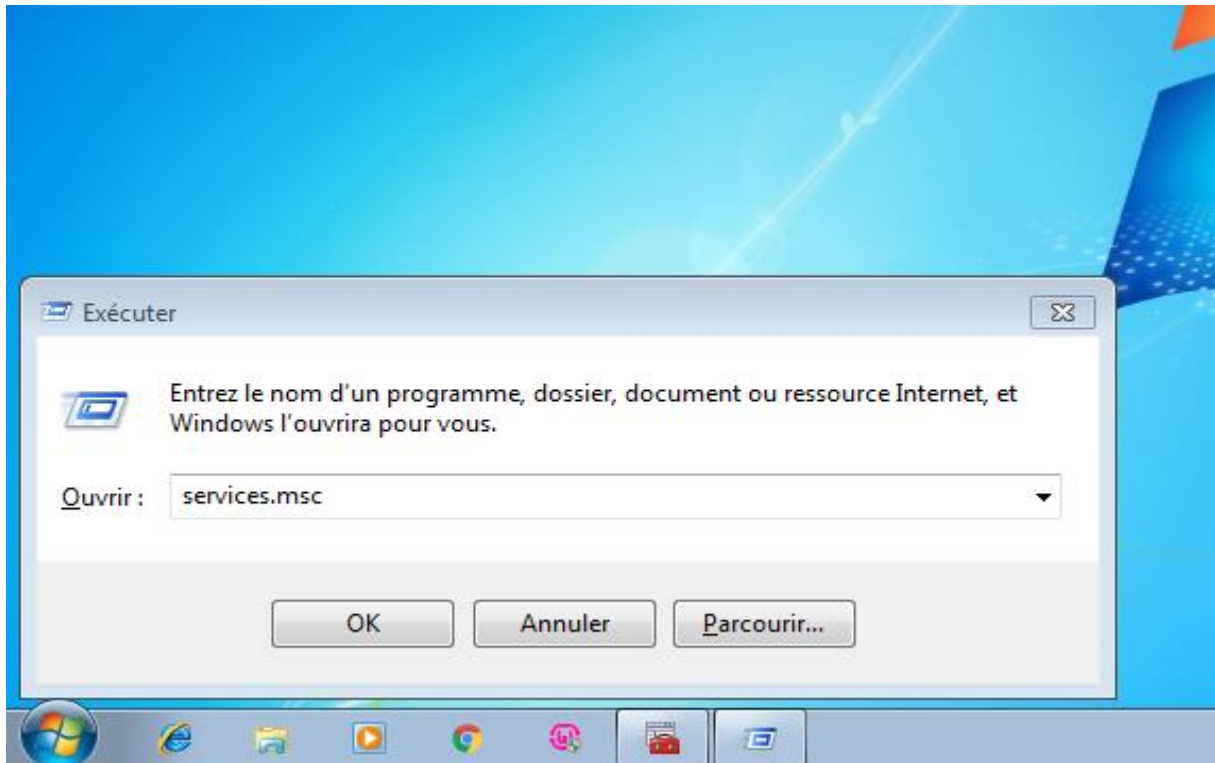 Exécuter
Entrez le nom d'un programme, dossier, document ou ressource Internet, et
Windows l'ouvrira pour vous.
Ouvrir : services.msc
OK Annuler Parcourir...